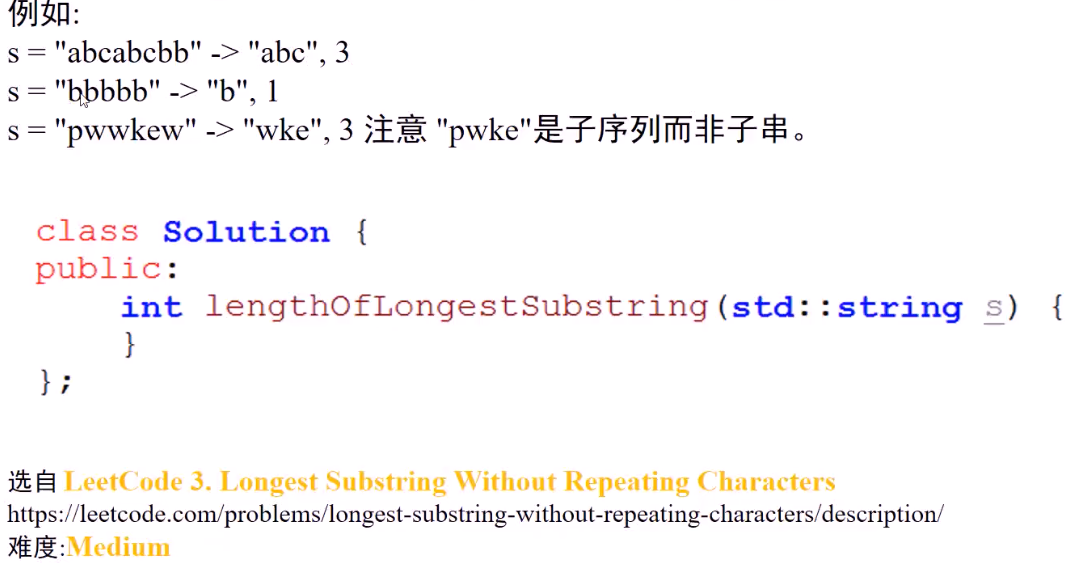 例如:
s = "abcabcbb" -> "abc", 3
s = "bbbbb" -> "b", 1
s = "pwwkew" -> "wke", 3 注意 "pwke"是子序列而非子串。
class Solution {
public:
int lengthOfLongestSubstring(std::string s) {
}
};
选自 LeetCode 3. Longest Substring Without Repeating Characters
https://leetcode.com/problems/longest-substring-without-repeating-characters/description/
难度:Medium